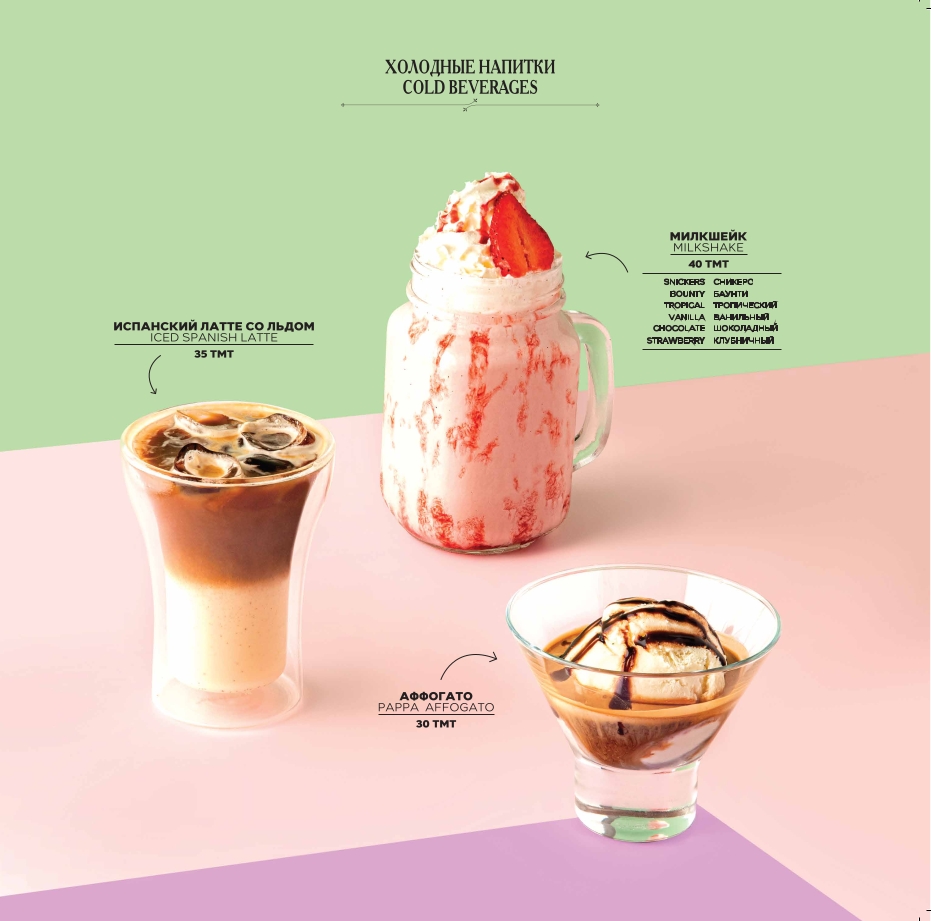 ХОЛОДНЫЕ НАПИТКИ
COLD BEVERAGES
МИЛКШЕЙК
MILKSHAKE
40 ТМТ
SNICKERS СНИКЕРС
BOUNTY БАУНТИ
TROPICAL ТРОПИЧЕСКИЙ
VANILLA ВАНИЛЬНЫЙ
CHOCOLATE ШОКОЛАДНЫЙ
STRAWBERRY КЛУБНИЧНЫЙ
ИСПАНСКИЙ ЛАТТЕ СО ЛЬДОМ
ICED SPANISH LATTE
35 ТМТ
АФФОГАТО
PAPPA AFFOGATO
30 ТМТ